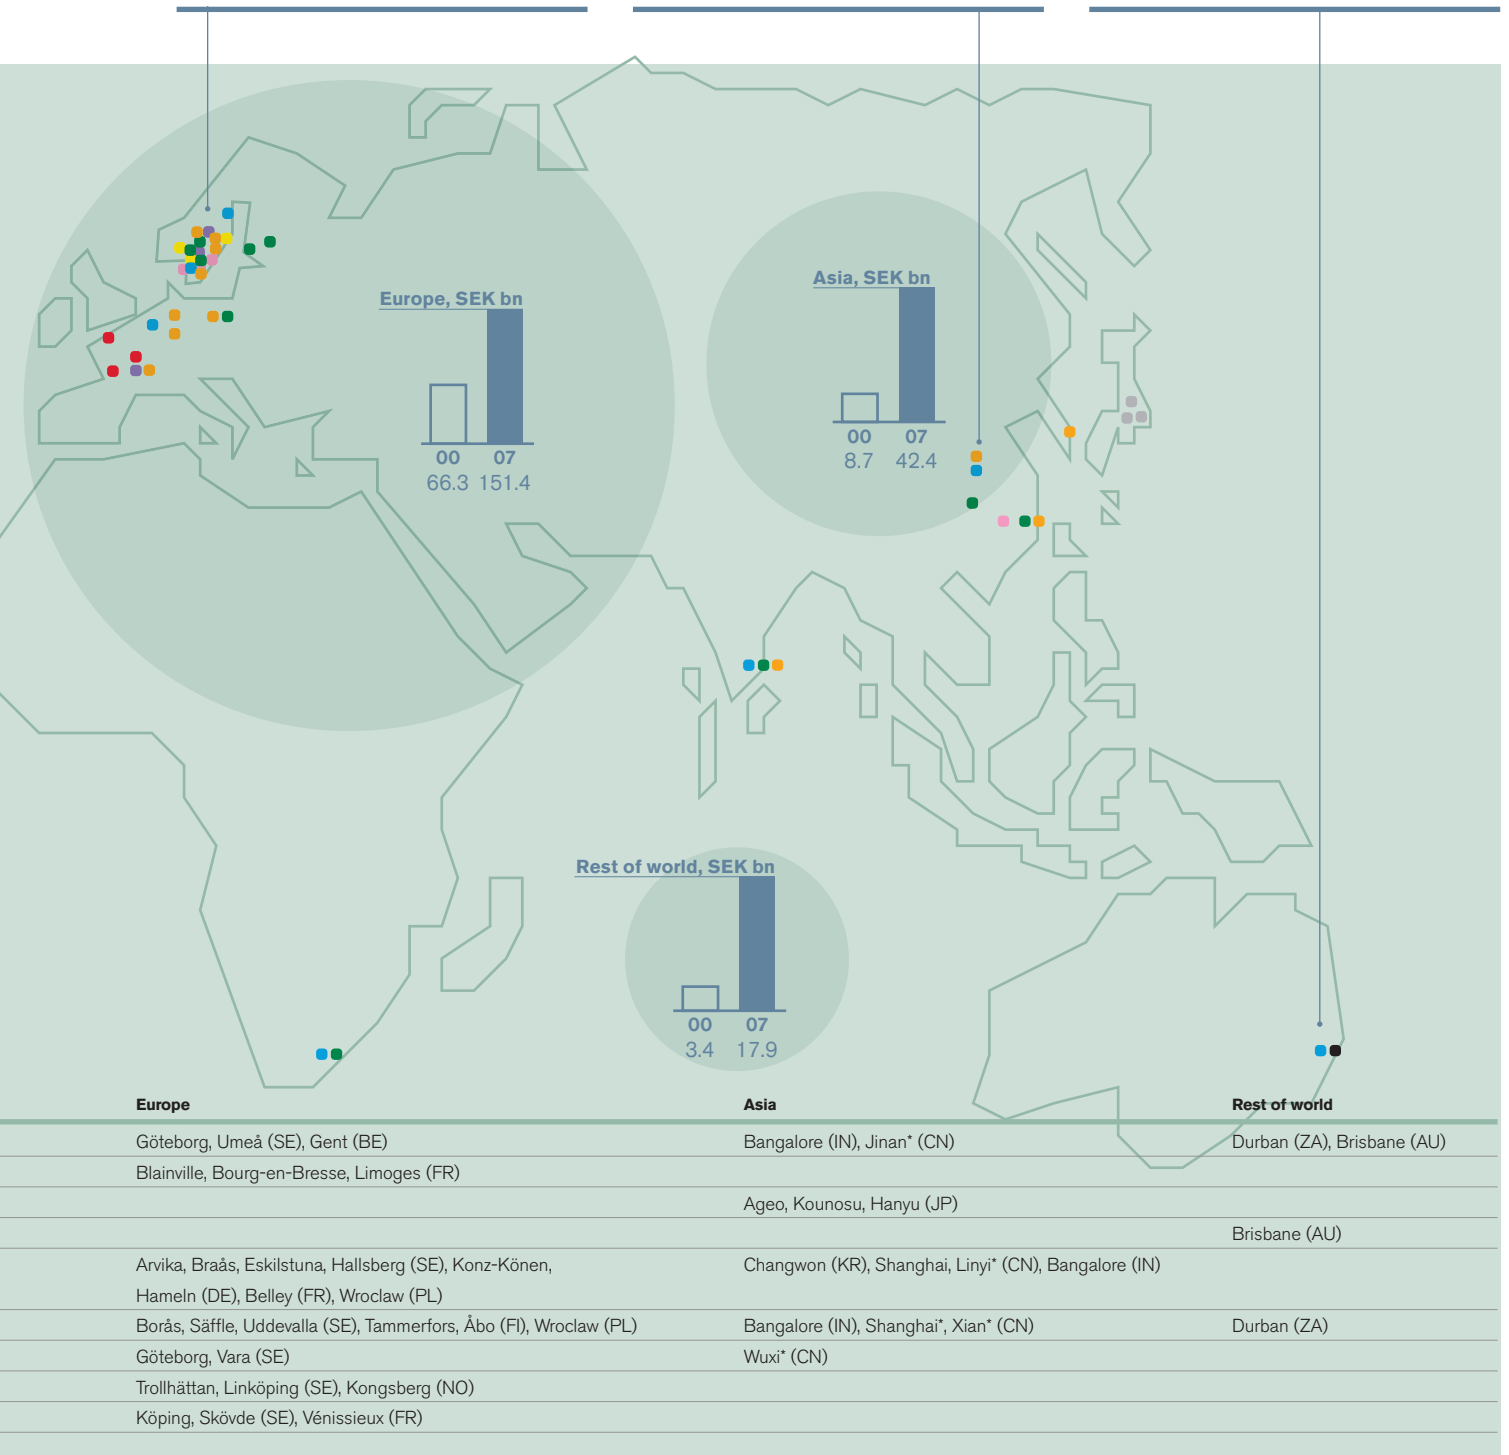 Europe, SEK bn
00 07
66.3 151.4
Asia, SEK bn
00 07
8.7 42.4
Rest of world, SEK bn
00 07
3.4 17.9
Europe Asia Rest of world
Göteborg, Umeå (SE), Gent (BE) Bangalore (IN), Jinan* (CN) Durban (ZA), Brisbane (AU)
Blainville, Bourg-en-Bresse, Limoges (FR)
Ageo, Kounosu, Hanyu (JP)
Brisbane (AU)
Arvika, Braås, Eskilstuna, Hallsberg (SE), Konz-Könen, Changwon (KR), Shanghai, Linyi* (CN), Bangalore (IN)
Hameln (DE), Belley (FR), Wroclaw (PL)
Borås, Säffle, Uddevalla (SE), Tammerfors, Åbo (FI), Wroclaw (PL) Bangalore (IN), Shanghai*, Xian* (CN) Durban (ZA)
Göteborg, Vara (SE) Wuxi* (CN)
Trollhättan, Linköping (SE), Kongsberg (NO)
Köping, Skövde (SE), Vénissieux (FR)